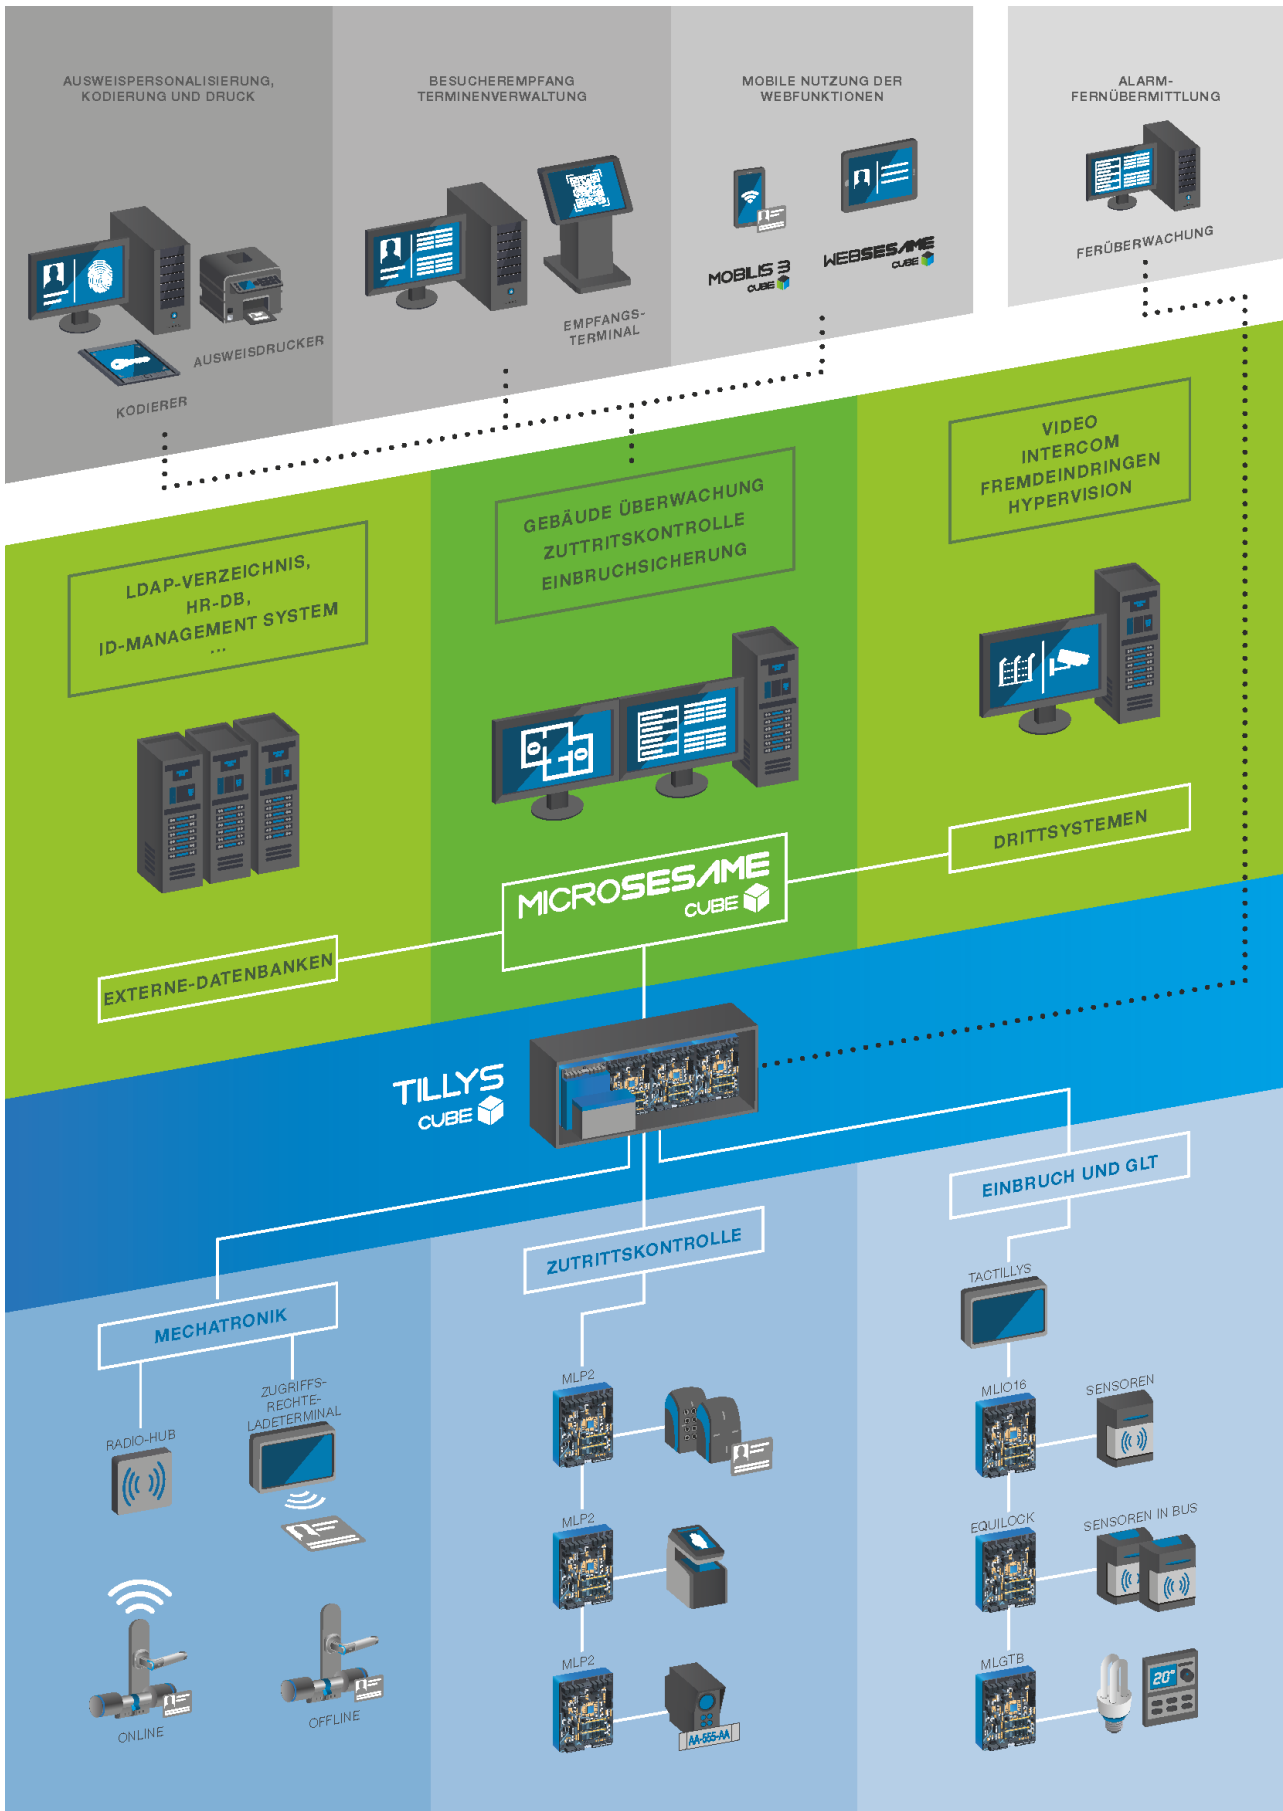 AUSWEISPERSONALISIERUNG,
KODIERUNG UND DRUCK
BESUCHEREMPFANG
TERMINENVERWALTUNG
MOBILE NUTZUNG DER
WEBFUNKTIONEN
ALARM-
FERNÜBERMITTLUNG
AUSWEISDRUCKER
KODIERER
EMPFANGS-
TERMINAL
MOBILIS 3
CUBE
WEBSESAME
CUBE
FERÜBERWACHUNG
LDAP-VERZEICHNIS,
HR-DB,
ID-MANAGEMENT SYSTEM
...
GEBÄUDE ÜBERWACHUNG
ZUTTRITSKONTROLLE
EINBRUCHSICHERUNG
VIDEO
INTERCOM
FREMDEINDRINGEN
HYPERVISION
EXTERNE-DATENBANKEN
MICROSESAME
CUBE
DRITTSYSTEMEN
TILLYS
CUBE
MECHATRONIK
ZUTRITTSKONTROLLE
EINBRUCH UND GLT
RADIO-HUB
ZUGRIFFS-
RECHTE-
LADETERMINAL
ONLINE
OFFLINE
MLP2
MLP2
MLP2
AA-555-AA
TACTILLYS
MLIO16
SENSOREN
EQUILOCK
SENSOREN IN BUS
MLGTB
20°